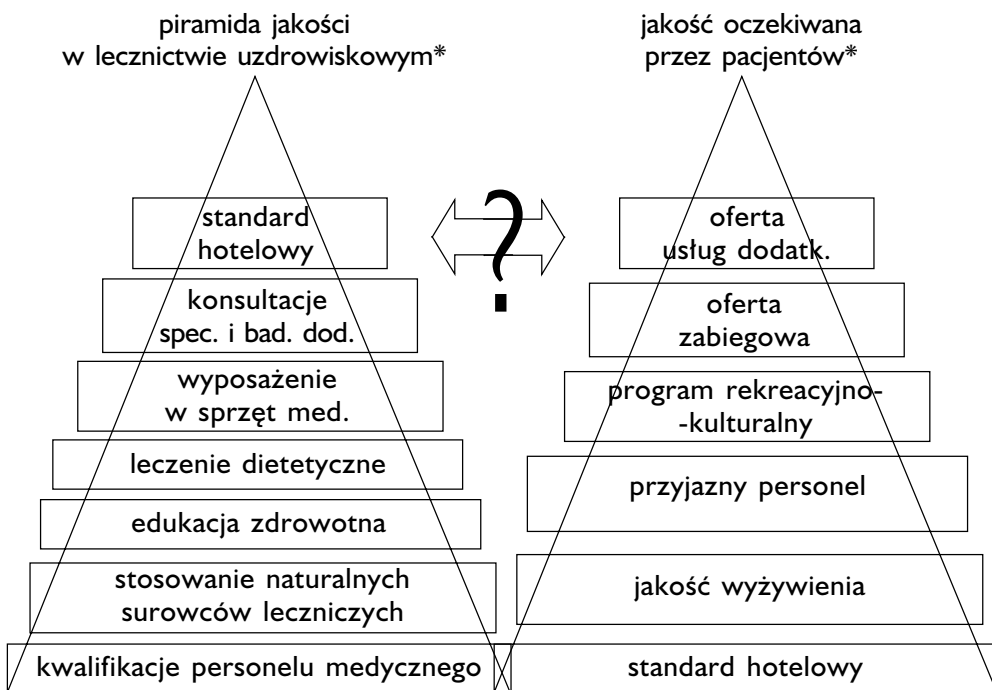 piramida jakości
w lecznictwie uzdrowiskowym*
standard
hotelowy
konsultacje
spec. i bad. dod.
wyposażenie
w sprzęt med.
leczenie dietetyczne
edukacja zdrowotna
stosowanie naturalnych
surowców leczniczych
kwalifikacje personelu medycznego
?
jakość oczekiwana
przez pacjentów*
oferta
usług dodatk.
oferta
zabiegowa
program rekreacyjno-
-kulturalny
przyjazny personel
jakość wyżywienia
standard hotelowy